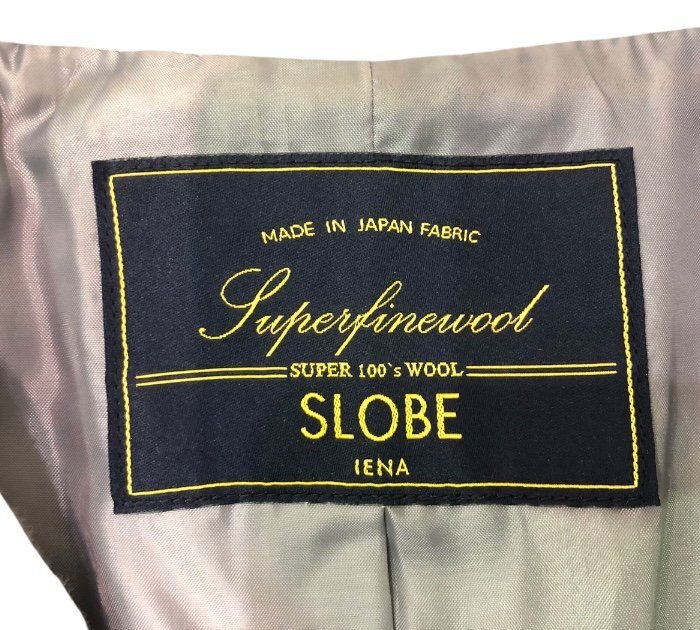 MADE IN JAPAN FABRIC
Superfinewool
SUPER 100`s WOOL
SLOBE
IENA